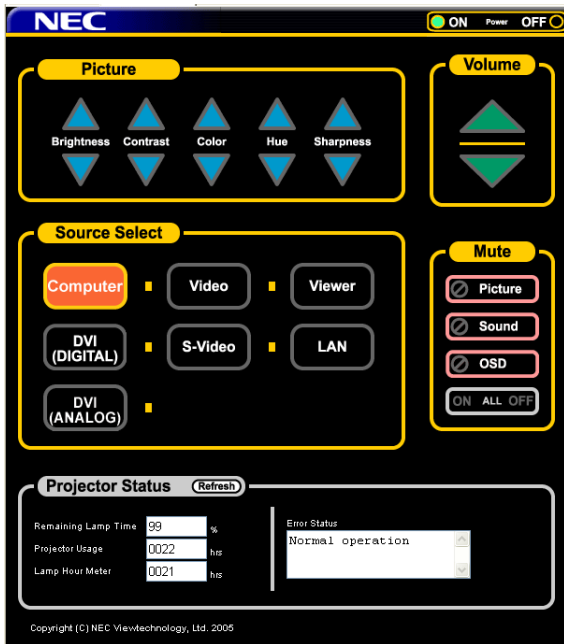 NEC
ON Power OFF
Picture
Brightness Contrast Color Hue Sharpness
Volume
Source Select
Computer Video Viewer
DVI
(DIGITAL)
S-Video LAN
DVI
(ANALOG)
Mute
Picture
Sound
OSD
ON ALL OFF
Projector Status Refresh
Remaining Lamp Time 99 %
Projector Usage 0022 hrs
Lamp Hour Meter 0021 hrs
Error Status
Normal operation
Copyright (C) NEC Viewtechnology, Ltd. 2005